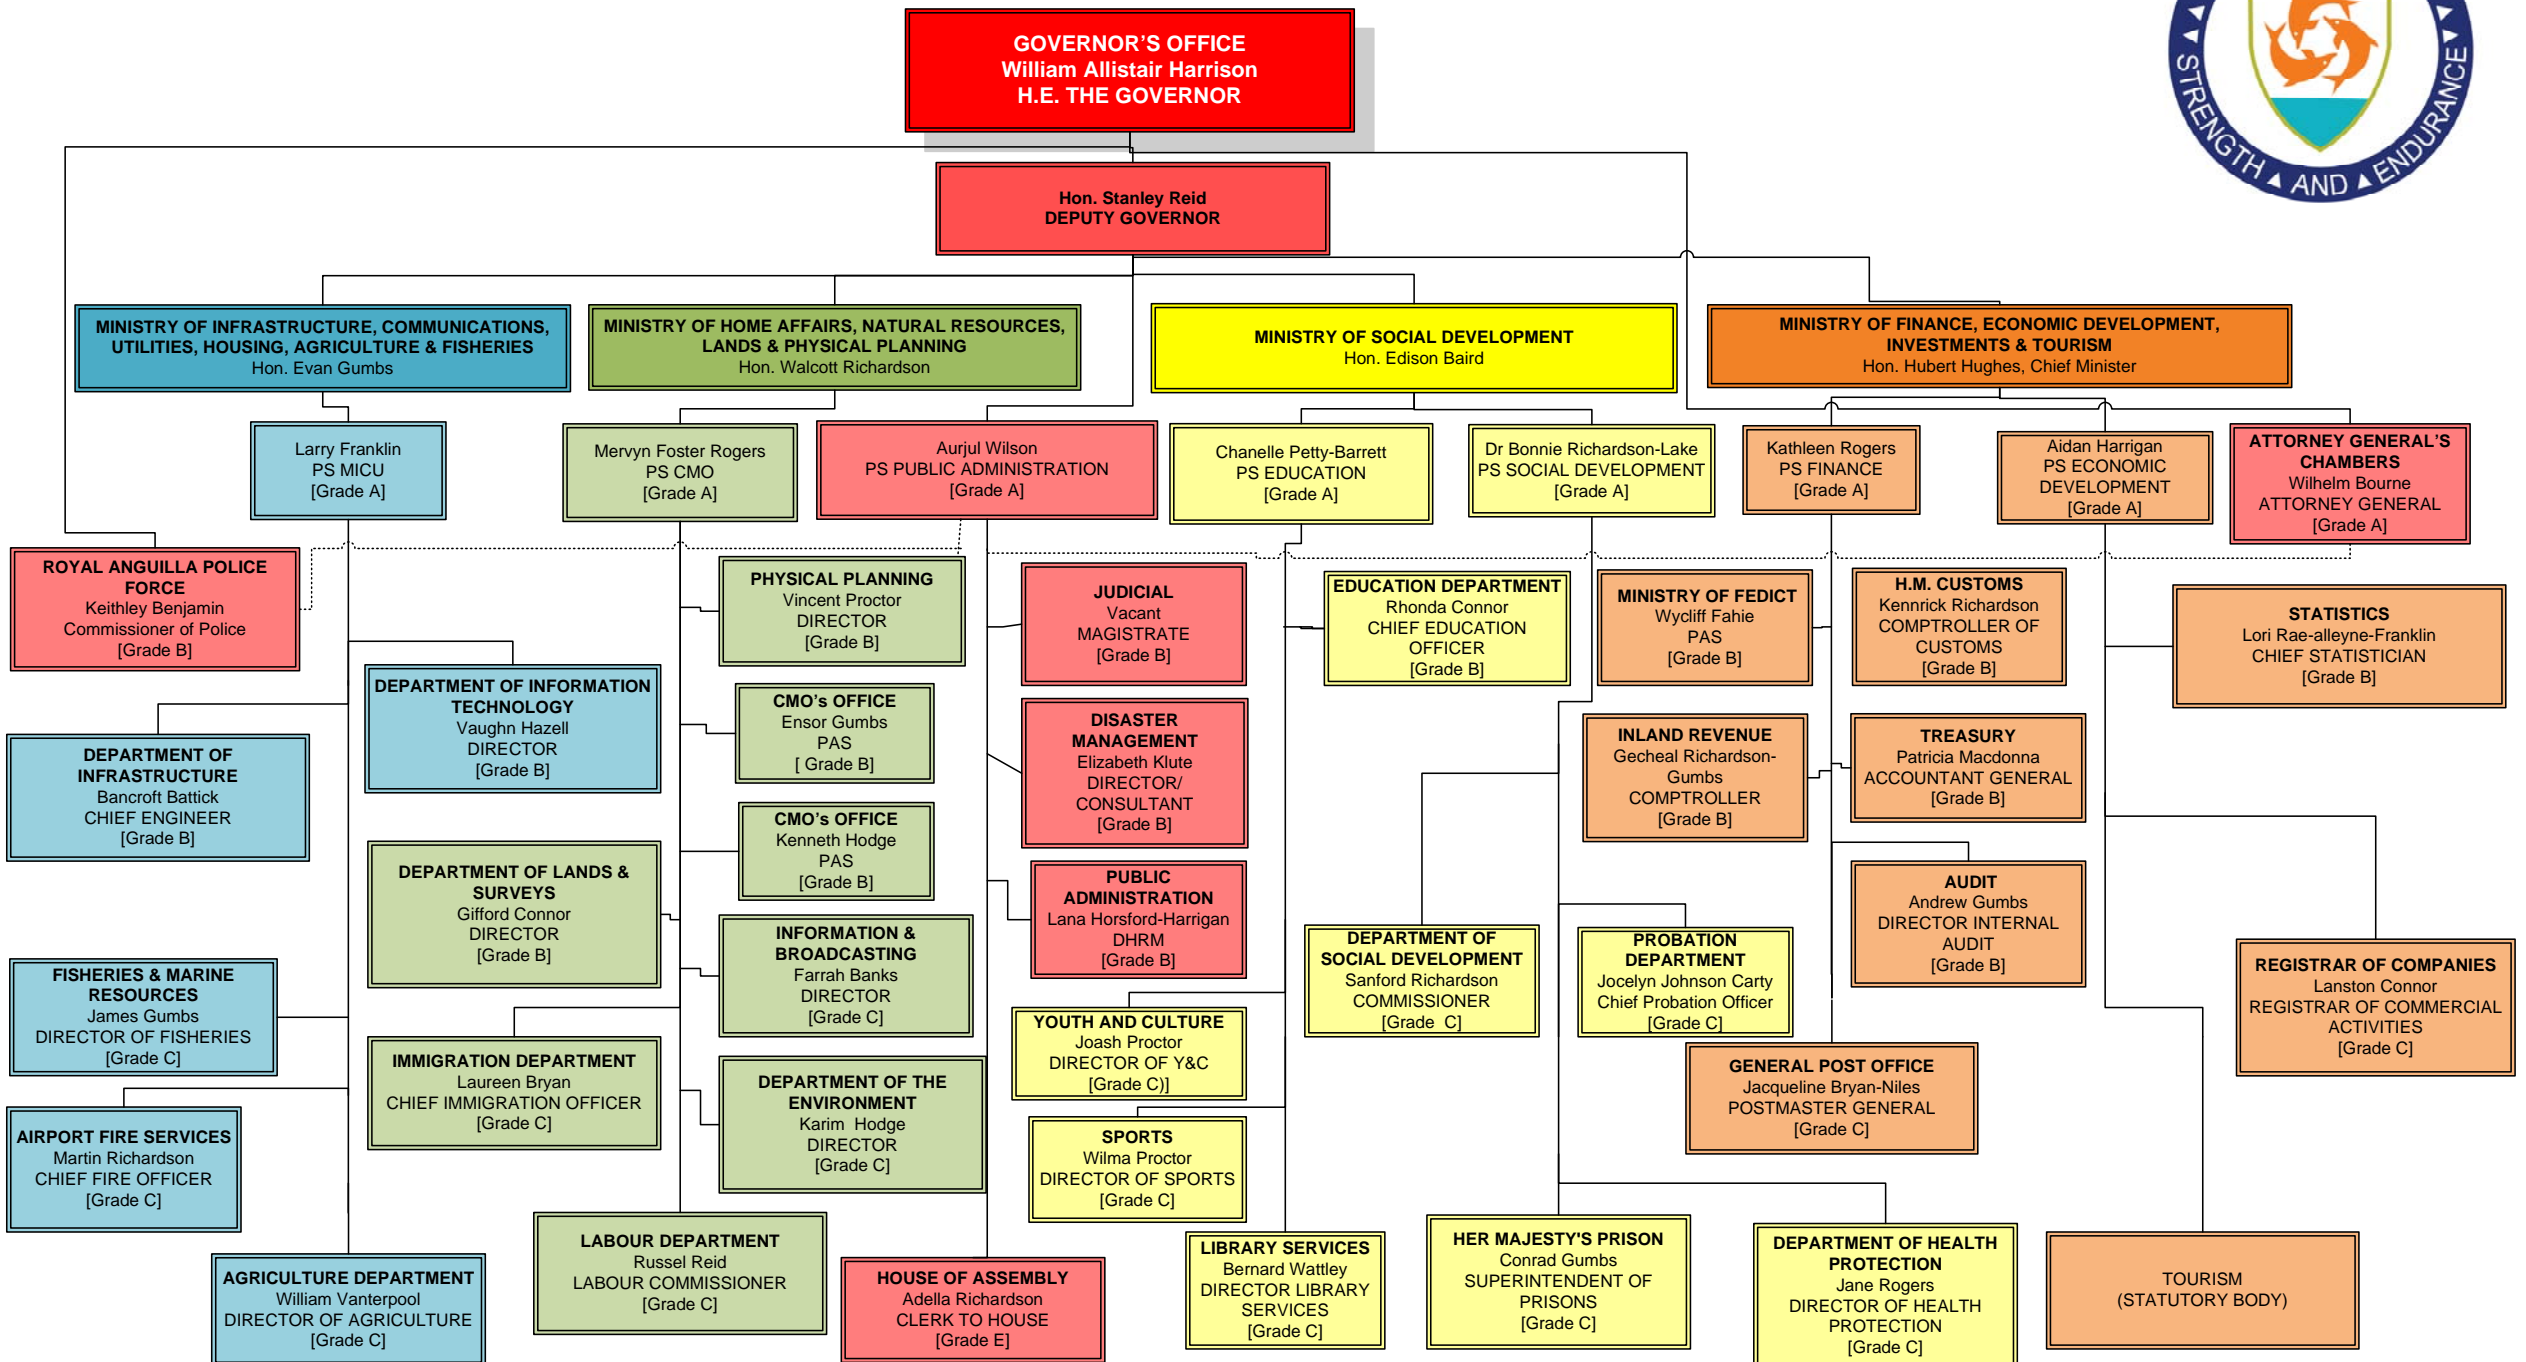 GOVERNOR'S OFFICE
William Allistair Harrison
H.E. THE GOVERNOR
STRENGTH AND ENDURANCE
Hon. Stanley Reid
DEPUTY GOVERNOR
MINISTRY OF INFRASTRUCTURE, COMMUNICATIONS,
UTILITIES, HOUSING, AGRICULTURE & FISHERIES
Hon. Evan Gumbs
MINISTRY OF HOME AFFAIRS, NATURAL RESOURCES,
LANDS & PHYSICAL PLANNING
Hon. Walcott Richardson
MINISTRY OF SOCIAL DEVELOPMENT
Hon. Edison Baird
MINISTRY OF FINANCE, ECONOMIC DEVELOPMENT,
INVESTMENTS & TOURISM
Hon. Hubert Hughes, Chief Minister
Larry Franklin
PS MICU
[Grade A]
Mervyn Foster Rogers
PS CMO
[Grade A]
Aurjul Wilson
PS PUBLIC ADMINISTRATION
[Grade A]
Chanelle Petty-Barrett
PS EDUCATION
[Grade A]
Dr Bonnie Richardson-Lake
PS SOCIAL DEVELOPMENT
[Grade A]
Kathleen Rogers
PS FINANCE
[Grade A]
Aidan Harrigan
PS ECONOMIC
DEVELOPMENT
[Grade A]
ATTORNEY GENERAL'S
CHAMBERS
Wilhelm Bourne
ATTORNEY GENERAL
[Grade A]
ROYAL ANGUILLA POLICE
FORCE
Keithley Benjamin
Commissioner of Police
[Grade B]
PHYSICAL PLANNING
Vincent Proctor
DIRECTOR
[Grade B]
JUDICIAL
Vacant
MAGISTRATE
[Grade B]
EDUCATION DEPARTMENT
Rhonda Connor
CHIEF EDUCATION
OFFICER
[Grade B]
MINISTRY OF FEDICT
Wycliff Fahie
PAS
[Grade B]
H.M. CUSTOMS
Kennrick Richardson
COMPTROLLER OF
CUSTOMS
[Grade B]
STATISTICS
Lori Rae-alleyne-Franklin
CHIEF STATISTICIAN
[Grade B]
DEPARTMENT OF INFORMATION
TECHNOLOGY
Vaughn Hazell
DIRECTOR
[Grade B]
CMO's OFFICE
Ensor Gumbs
PAS
[ Grade B]
DISASTER
MANAGEMENT
Elizabeth Klute
DIRECTOR/
CONSULTANT
[Grade B]
INLAND REVENUE
Gecheal Richardson-
Gumbs
COMPTROLLER
[Grade B]
TREASURY
Patricia Macdonna
ACCOUNTANT GENERAL
[Grade B]
DEPARTMENT OF
INFRASTRUCTURE
Bancroft Battick
CHIEF ENGINEER
[Grade B]
CMO's OFFICE
Kenneth Hodge
PAS
[Grade B]
DEPARTMENT OF LANDS &
SURVEYS
Gifford Connor
DIRECTOR
[Grade B]
PUBLIC
ADMINISTRATION
Lana Horsford-Harrigan
DHRM
[Grade B]
AUDIT
Andrew Gumbs
DIRECTOR INTERNAL
AUDIT
[Grade B]
INFORMATION &
BROADCASTING
Farrah Banks
DIRECTOR
[Grade C]
DEPARTMENT OF
SOCIAL DEVELOPMENT
Sanford Richardson
COMMISSIONER
[Grade  C]
PROBATION
DEPARTMENT
Jocelyn Johnson Carty
Chief Probation Officer
[Grade C]
REGISTRAR OF COMPANIES
Lanston Connor
REGISTRAR OF COMMERCIAL
ACTIVITIES
[Grade C]
FISHERIES & MARINE
RESOURCES
James Gumbs
DIRECTOR OF FISHERIES
[Grade C]
YOUTH AND CULTURE
Joash Proctor
DIRECTOR OF Y&C
[Grade C)]
IMMIGRATION DEPARTMENT
Laureen Bryan
CHIEF IMMIGRATION OFFICER
[Grade C]
DEPARTMENT OF THE
ENVIRONMENT
Karim  Hodge
DIRECTOR
[Grade C]
GENERAL POST OFFICE
Jacqueline Bryan-Niles
POSTMASTER GENERAL
[Grade C]
AIRPORT FIRE SERVICES
Martin Richardson
CHIEF FIRE OFFICER
[Grade C]
SPORTS
Wilma Proctor
DIRECTOR OF SPORTS
[Grade C]
LABOUR DEPARTMENT
Russel Reid
LABOUR COMMISSIONER
[Grade C]
LIBRARY SERVICES
Bernard Wattley
DIRECTOR LIBRARY
SERVICES
[Grade C]
HER MAJESTY'S PRISON
Conrad Gumbs
SUPERINTENDENT OF
PRISONS
[Grade C]
DEPARTMENT OF HEALTH
PROTECTION
Jane Rogers
DIRECTOR OF HEALTH
PROTECTION
[Grade C]
TOURISM
(STATUTORY BODY)
AGRICULTURE DEPARTMENT
William Vanterpool
DIRECTOR OF AGRICULTURE
[Grade C]
HOUSE OF ASSEMBLY
Adella Richardson
CLERK TO HOUSE
[Grade E]